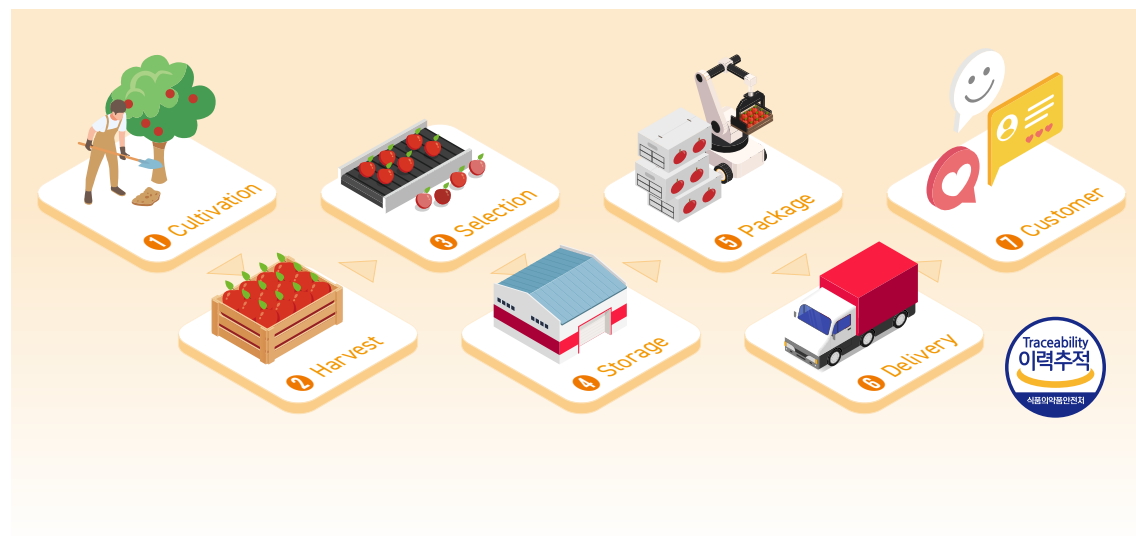 1 Cultivation
2 Harvest
3 Selection
4 Storage
5 Package
6 Delivery
7 Customer
Traceability
이력추적
식품의약품안전처